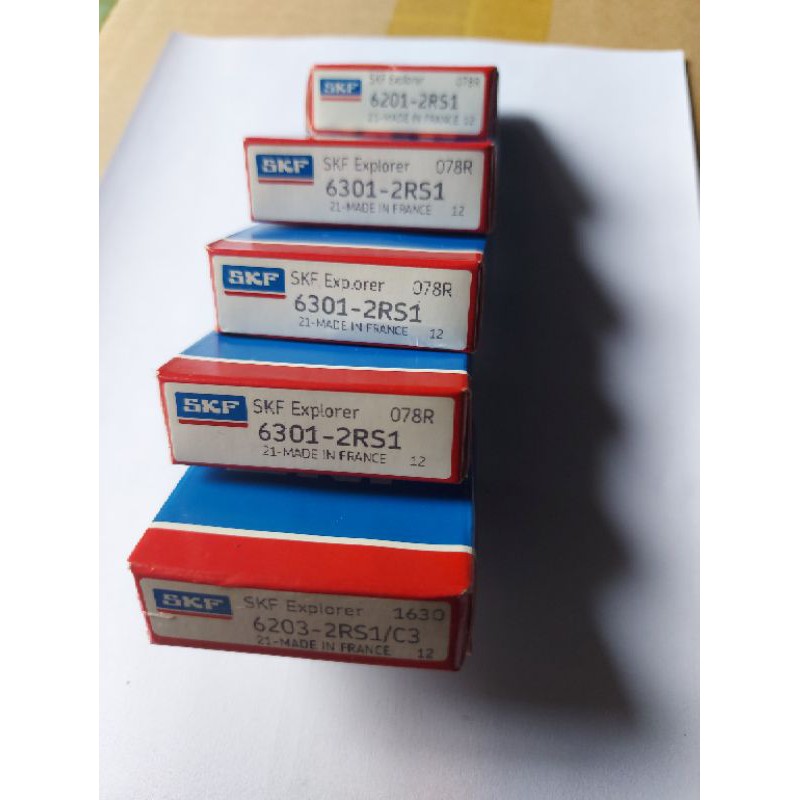 SKF SKF Explorer 078R
6201-2RS1
21-MADE IN FRANCE 12
SKF SKF Explorer 078R
6301-2RS1
21-MADE IN FRANCE 12
SKF SKF Explorer 078R
6301-2RS1
21-MADE IN FRANCE 12
SKF SKF Explorer 078R
6301-2RS1
21-MADE IN FRANCE 12
SKF SKF Explorer 1630
6203-2RS1/C3
21-MADE IN FRANCE 12